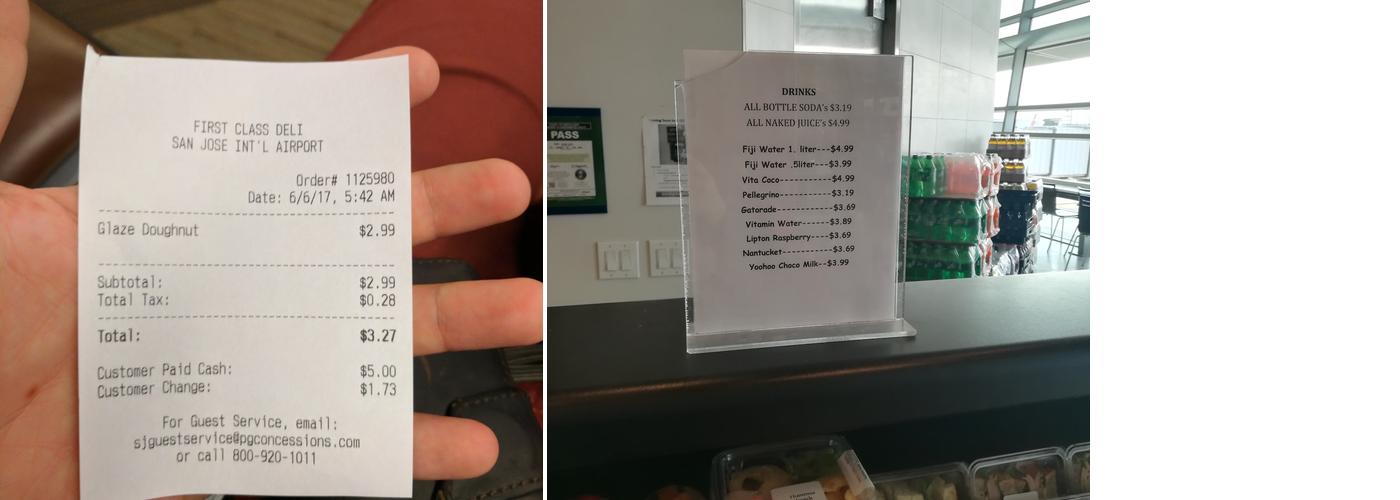 FIRST CLASS DELI
SAN JOSE INT'L AIRPORT
Order# 1125980
Date: 6/6/17, 5:42 AM
Glaze Doughnut $2.99
Subtotal: $2.99
Total Tax: $0.28
Total: $3.27
Customer Paid Cash: $5.00
Customer Change: $1.73
For Guest Service, email:
sjguestservice@pgconcessions.com
or call 800-920-1011
PASS
DRINKS
ALL BOTTLE SODA's $3.19
ALL NAKED JUICE's $4.99
Fiji Water 1. liter---$4.99
Fiji Water .5liter---$3.99
Vita Coco-----------$4.99
Pellegrino-----------$3.19
Gatorade-----------$3.69
Vitamin Water------$3.89
Lipton Raspberry----$3.69
Nantucket-----------$3.69
Yoohoo Choco Milk--$3.99